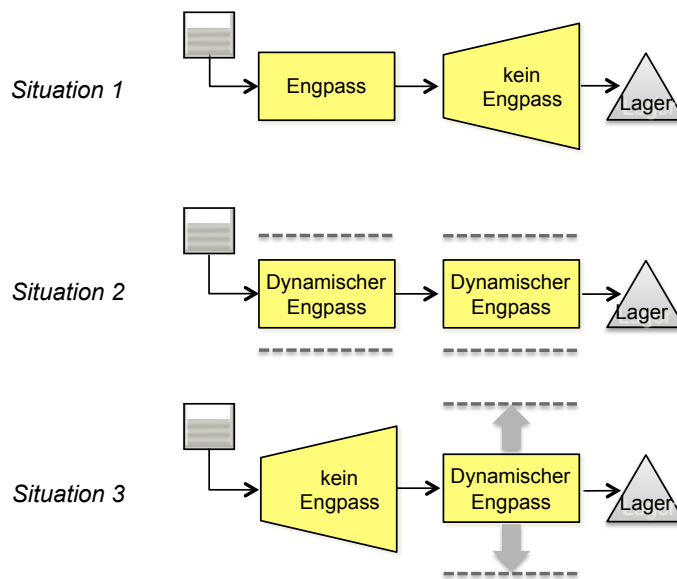 Situation 1
Engpass
kein
Engpass
Lager
Situation 2
Dynamischer
Engpass
Dynamischer
Engpass
Lager
Situation 3
kein
Engpass
Dynamischer
Engpass
Lager